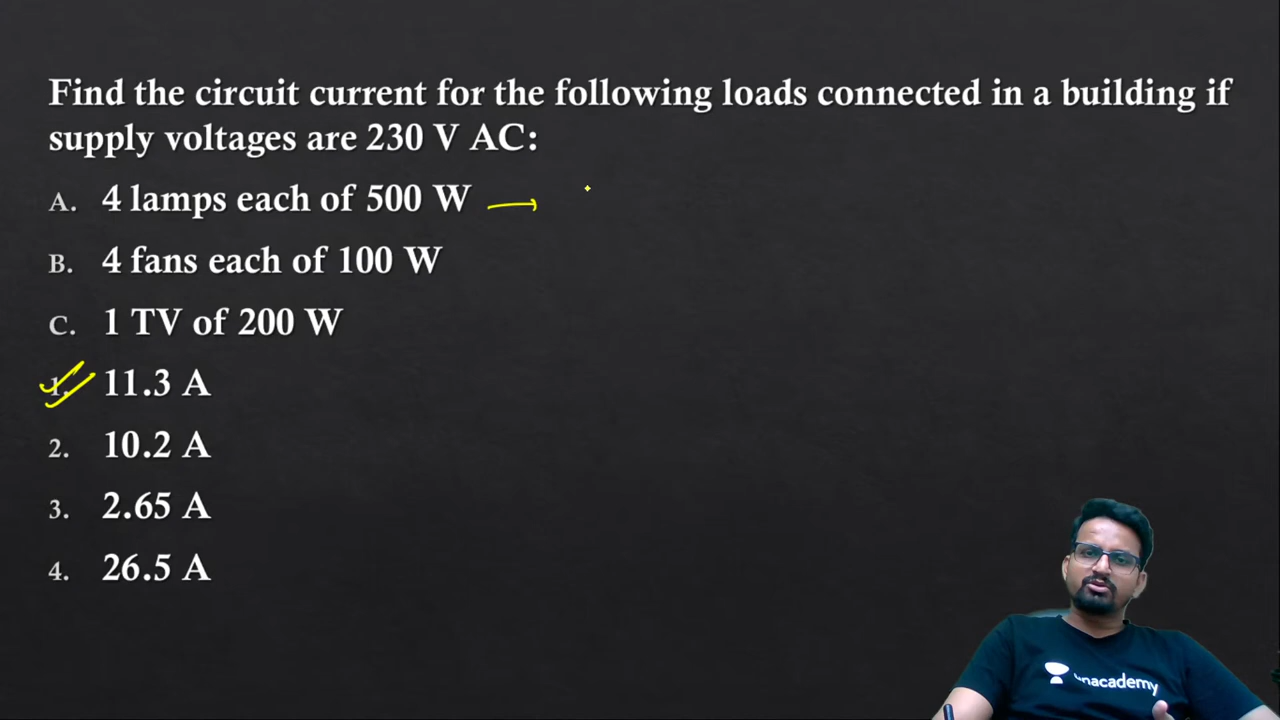 Find the circuit current for the following loads connected in a building if
supply voltages are 230 V AC:
A. 4 lamps each of 500 W
B. 4 fans each of 100 W
C. 1 TV of 200 W
1. 11.3 A
2. 10.2 A
3. 2.65 A
4. 26.5 A
unacademy